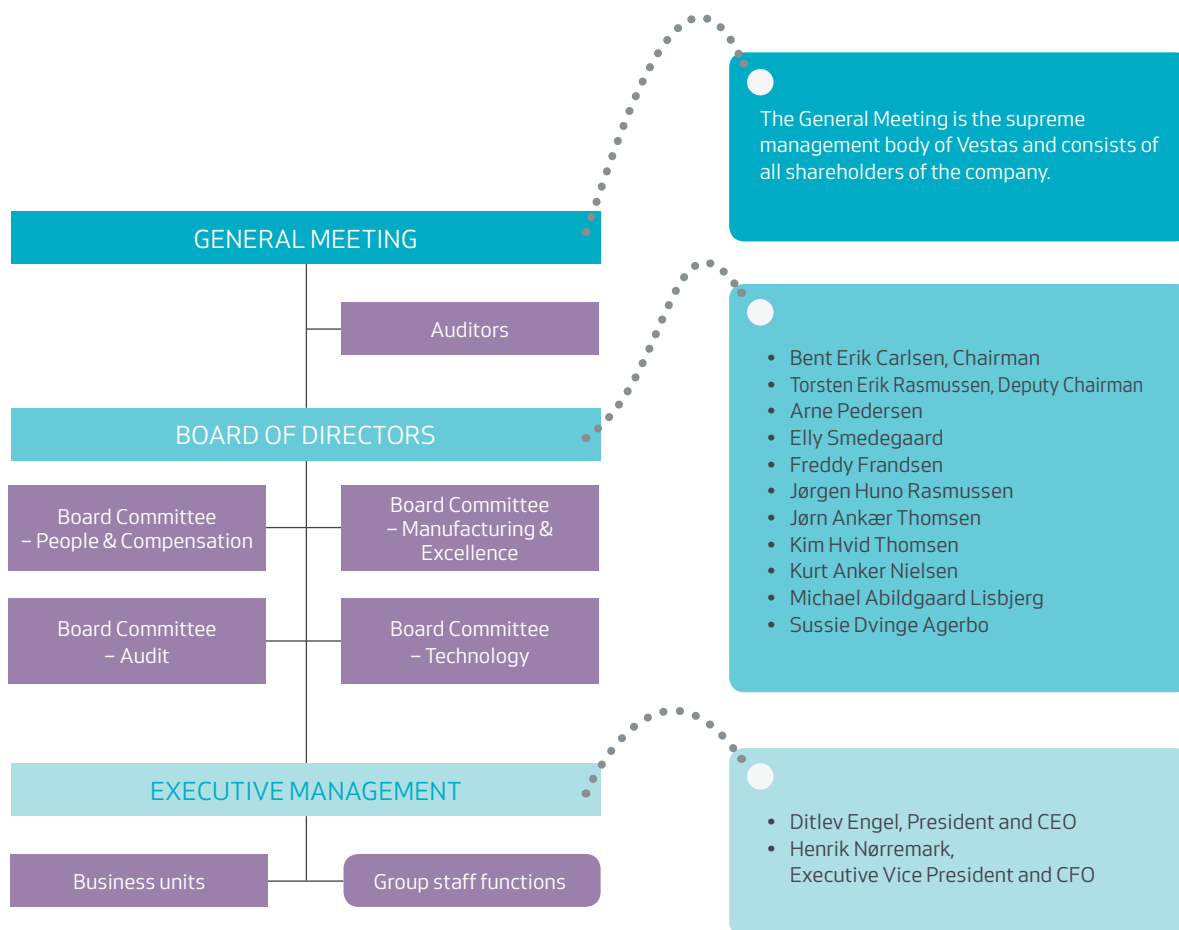 The General Meeting is the supreme
management body of Vestas and consists of
all shareholders of the company.
GENERAL MEETING
Auditors
• Bent Erik Carlsen, Chairman
• Torsten Erik Rasmussen, Deputy Chairman
• Arne Pedersen
• Elly Smedegaard
• Freddy Frandsen
• Jørgen Huno Rasmussen
• Jørn Ankær Thomsen
• Kim Hvid Thomsen
• Kurt Anker Nielsen
• Michael Abildgaard Lisbjerg
• Sussie Dvinge Agerbo
BOARD OF DIRECTORS
Board Committee
– People & Compensation
Board Committee
– Manufacturing &
Excellence
Board Committee
– Audit
Board Committee
– Technology
EXECUTIVE MANAGEMENT
• Ditlev Engel, President and CEO
• Henrik Nørremark,
Executive Vice President and CFO
Business units
Group staff functions